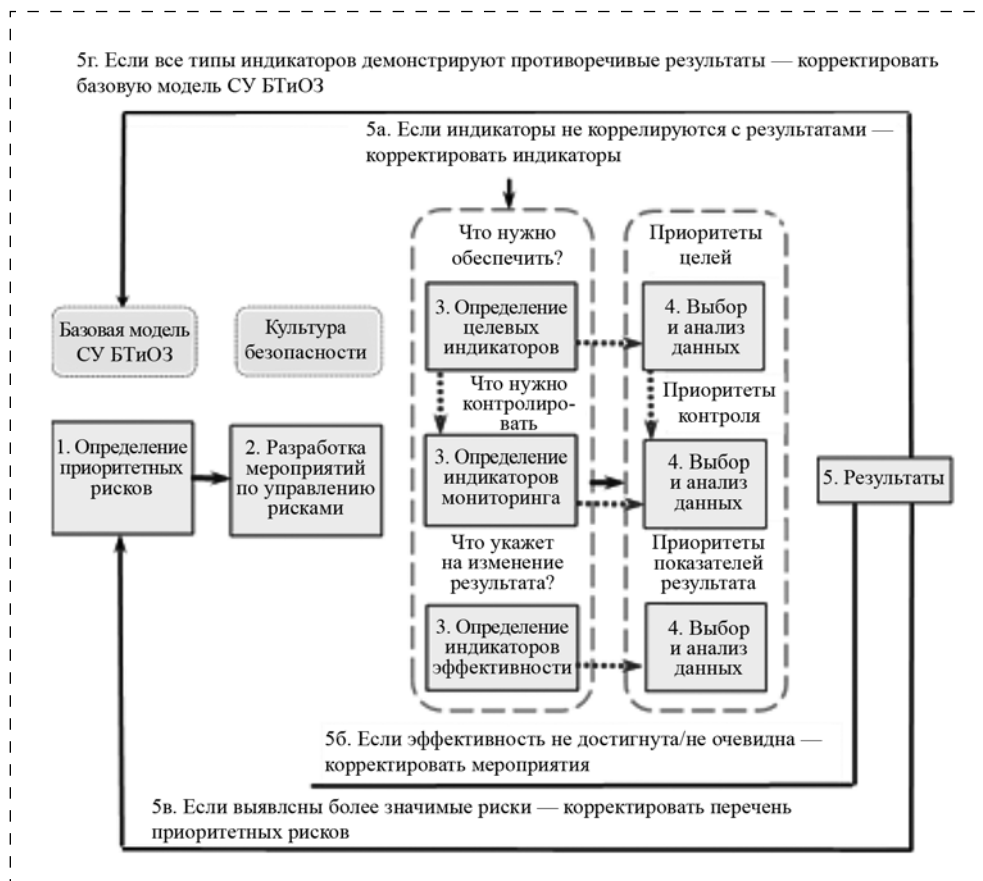 5г. Если все типы индикаторов демонстрируют противоречивые результаты — корректировать
базовую модель СУ БТиОЗ
5а. Если индикаторы не коррелируются с результатами —
корректировать индикаторы
Что нужно
обеспечить?
Приоритеты
целей
Базовая модель
СУ БТиОЗ
Культура
безопасности
3. Определение
целевых
индикаторов
4. Выбор
и анализ
данных
Что нужно
контролиро-
вать
Приоритеты
контроля
1. Определение
приоритетных
рисков
2. Разработка
мероприятий
по управлению
рисками
3. Определение
индикаторов
мониторинга
4. Выбор
и анализ
данных
5. Результаты
Что укажет
на изменение
результата?
Приоритеты
показателей
результата
3. Определение
индикаторов
эффективности
4. Выбор
и анализ
данных
5б. Если эффективность не достигнута/не очевидна —
корректировать мероприятия
5в. Если выявлсны более значимые риски — корректировать перечень
приоритетных рисков